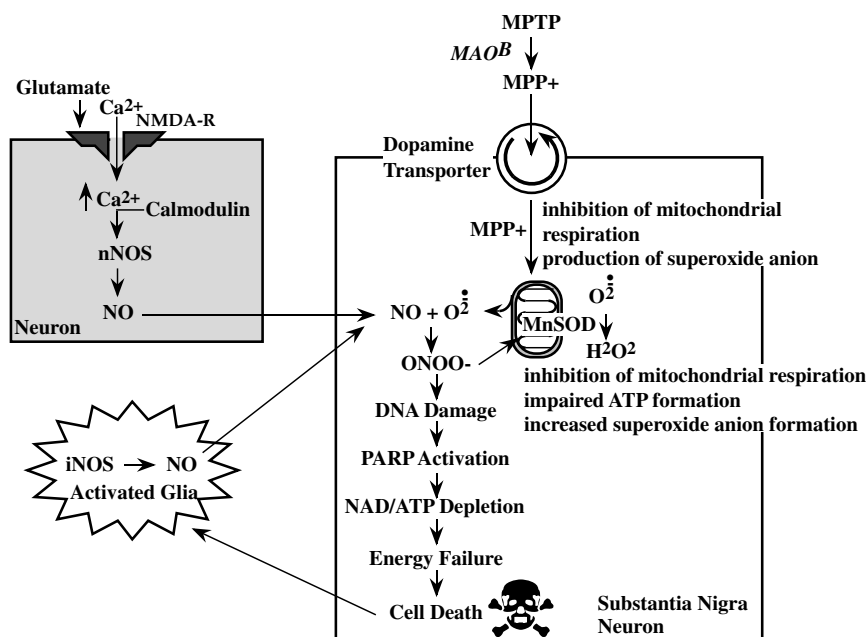 MPTP
MAOB
MPP+
Glutamate
Ca2+
NMDA-R
Dopamine
Transporter
Ca2+
Calmodulin
nNOS
NO
Neuron
MPP+
inhibition of mitochondrial
respiration
production of superoxide anion
NO + O2•-
MnSOD
O2•-
H2O2
ONOO-
inhibition of mitochondrial respiration
impaired ATP formation
increased superoxide anion formation
DNA Damage
PARP Activation
NAD/ATP Depletion
Energy Failure
Cell Death
iNOS
NO
Activated Glia
Substantia Nigra
Neuron